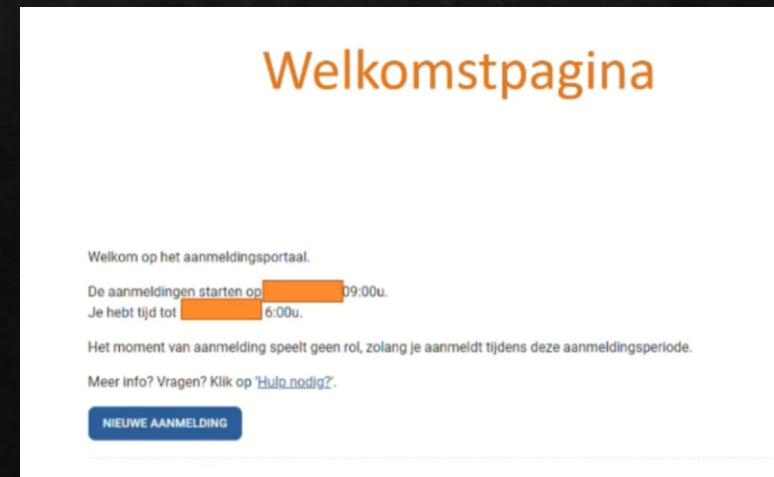 Welkomstpagina
Welkom op het aanmeldingsportaal.
De aanmeldingen starten op 09:00u.
Je hebt tijd tot 6:00u.
Het moment van aanmelding speelt geen rol, zolang je aanmeldt tijdens deze aanmeldingsperiode.
Meer info? Vragen? Klik op 'Hulp nodig?'.
NIEUWE AANMELDING